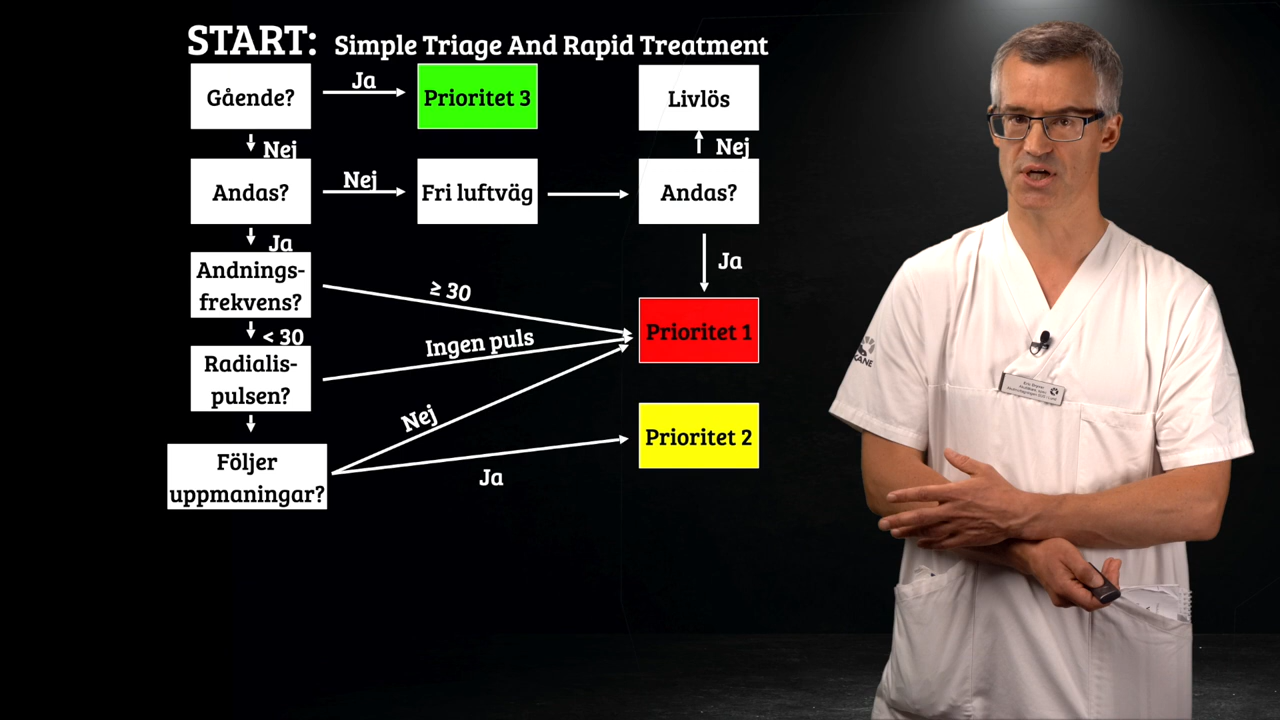 START: Simple Triage And Rapid Treatment
Gående?
Ja
Prioritet 3
Livlös
Nej
Nej
Andas?
Nej
Fri luftväg
Andas?
Ja
Ja
Andnings-
frekvens?
≥ 30
< 30
Prioritet 1
Ingen puls
Radialis-
pulsen?
Nej
Prioritet 2
Följer
uppmaningar?
Ja